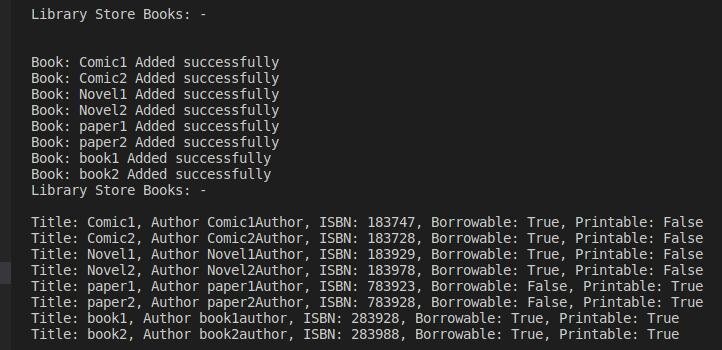 Library Store Books: -
Book: Comic1 Added successfully
Book: Comic2 Added successfully
Book: Novel1 Added successfully
Book: Novel2 Added successfully
Book: paper1 Added successfully
Book: paper2 Added successfully
Book: book1 Added successfully
Book: book2 Added successfully
Library Store Books: -
Title: Comic1, Author Comic1Author, ISBN: 183747, Borrowable: True, Printable: False
Title: Comic2, Author Comic2Author, ISBN: 183728, Borrowable: True, Printable: False
Title: Novel1, Author Novel1Author, ISBN: 183929, Borrowable: True, Printable: False
Title: Novel2, Author Novel2Author, ISBN: 183978, Borrowable: True, Printable: False
Title: paper1, Author paper1Author, ISBN: 783923, Borrowable: False, Printable: True
Title: paper2, Author paper2Author, ISBN: 783928, Borrowable: False, Printable: True
Title: book1, Author book1author, ISBN: 283928, Borrowable: True, Printable: True
Title: book2, Author book2author, ISBN: 283988, Borrowable: True, Printable: True